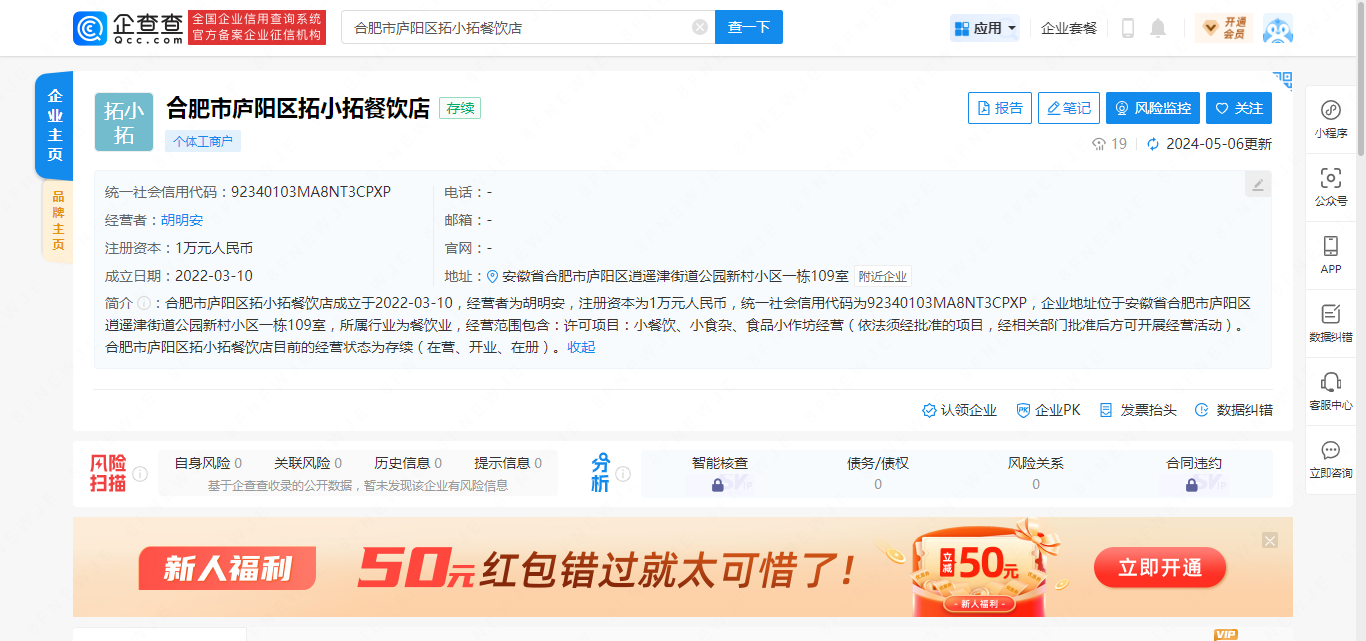 企查查
Qcc.com
全国企业信用查询系统
官方备案企业征信机构
合肥市庐阳区拓小拓餐饮店
查一下
应用
企业套餐
开通
会员
企业主页
品牌主页
拓小
拓
合肥市庐阳区拓小拓餐饮店
存续
个体工商户
报告
笔记
风险监控
关注
19
2024-05-06更新
统一社会信用代码：92340103MA8NT3CPXP
电话：-
经营者：胡明安
邮箱：-
注册资本：1万元人民币
官网：-
成立日期：2022-03-10
地址：安徽省合肥市庐阳区逍遥津街道公园新村小区一栋109室
附近企业
简介：合肥市庐阳区拓小拓餐饮店成立于2022-03-10，经营者为胡明安，注册资本为1万元人民币，统一社会信用代码为92340103MA8NT3CPXP，企业地址位于安徽省合肥市庐阳区
逍遥津街道公园新村小区一栋109室，所属行业为餐饮业，经营范围包含：许可项目：小餐饮、小食杂、食品小作坊经营（依法须经批准的项目，经相关部门批准后方可开展经营活动）。
合肥市庐阳区拓小拓餐饮店目前的经营状态为存续（在营、开业、在册）。收起
认领企业
企业PK
发票抬头
数据纠错
风险
扫描
自身风险 0
关联风险 0
历史信息 0
提示信息 0
基于企查查收录的公开数据，暂未发现该企业有风险信息
分
析
智能核查
债务/债权
0
风险关系
0
合同违约
新人福利
50元红包错过就太可惜了！
立减
50元
- 新人福利 -
立即开通
小程序
公众号
APP
数据纠错
客服中心
立即咨询
VIP